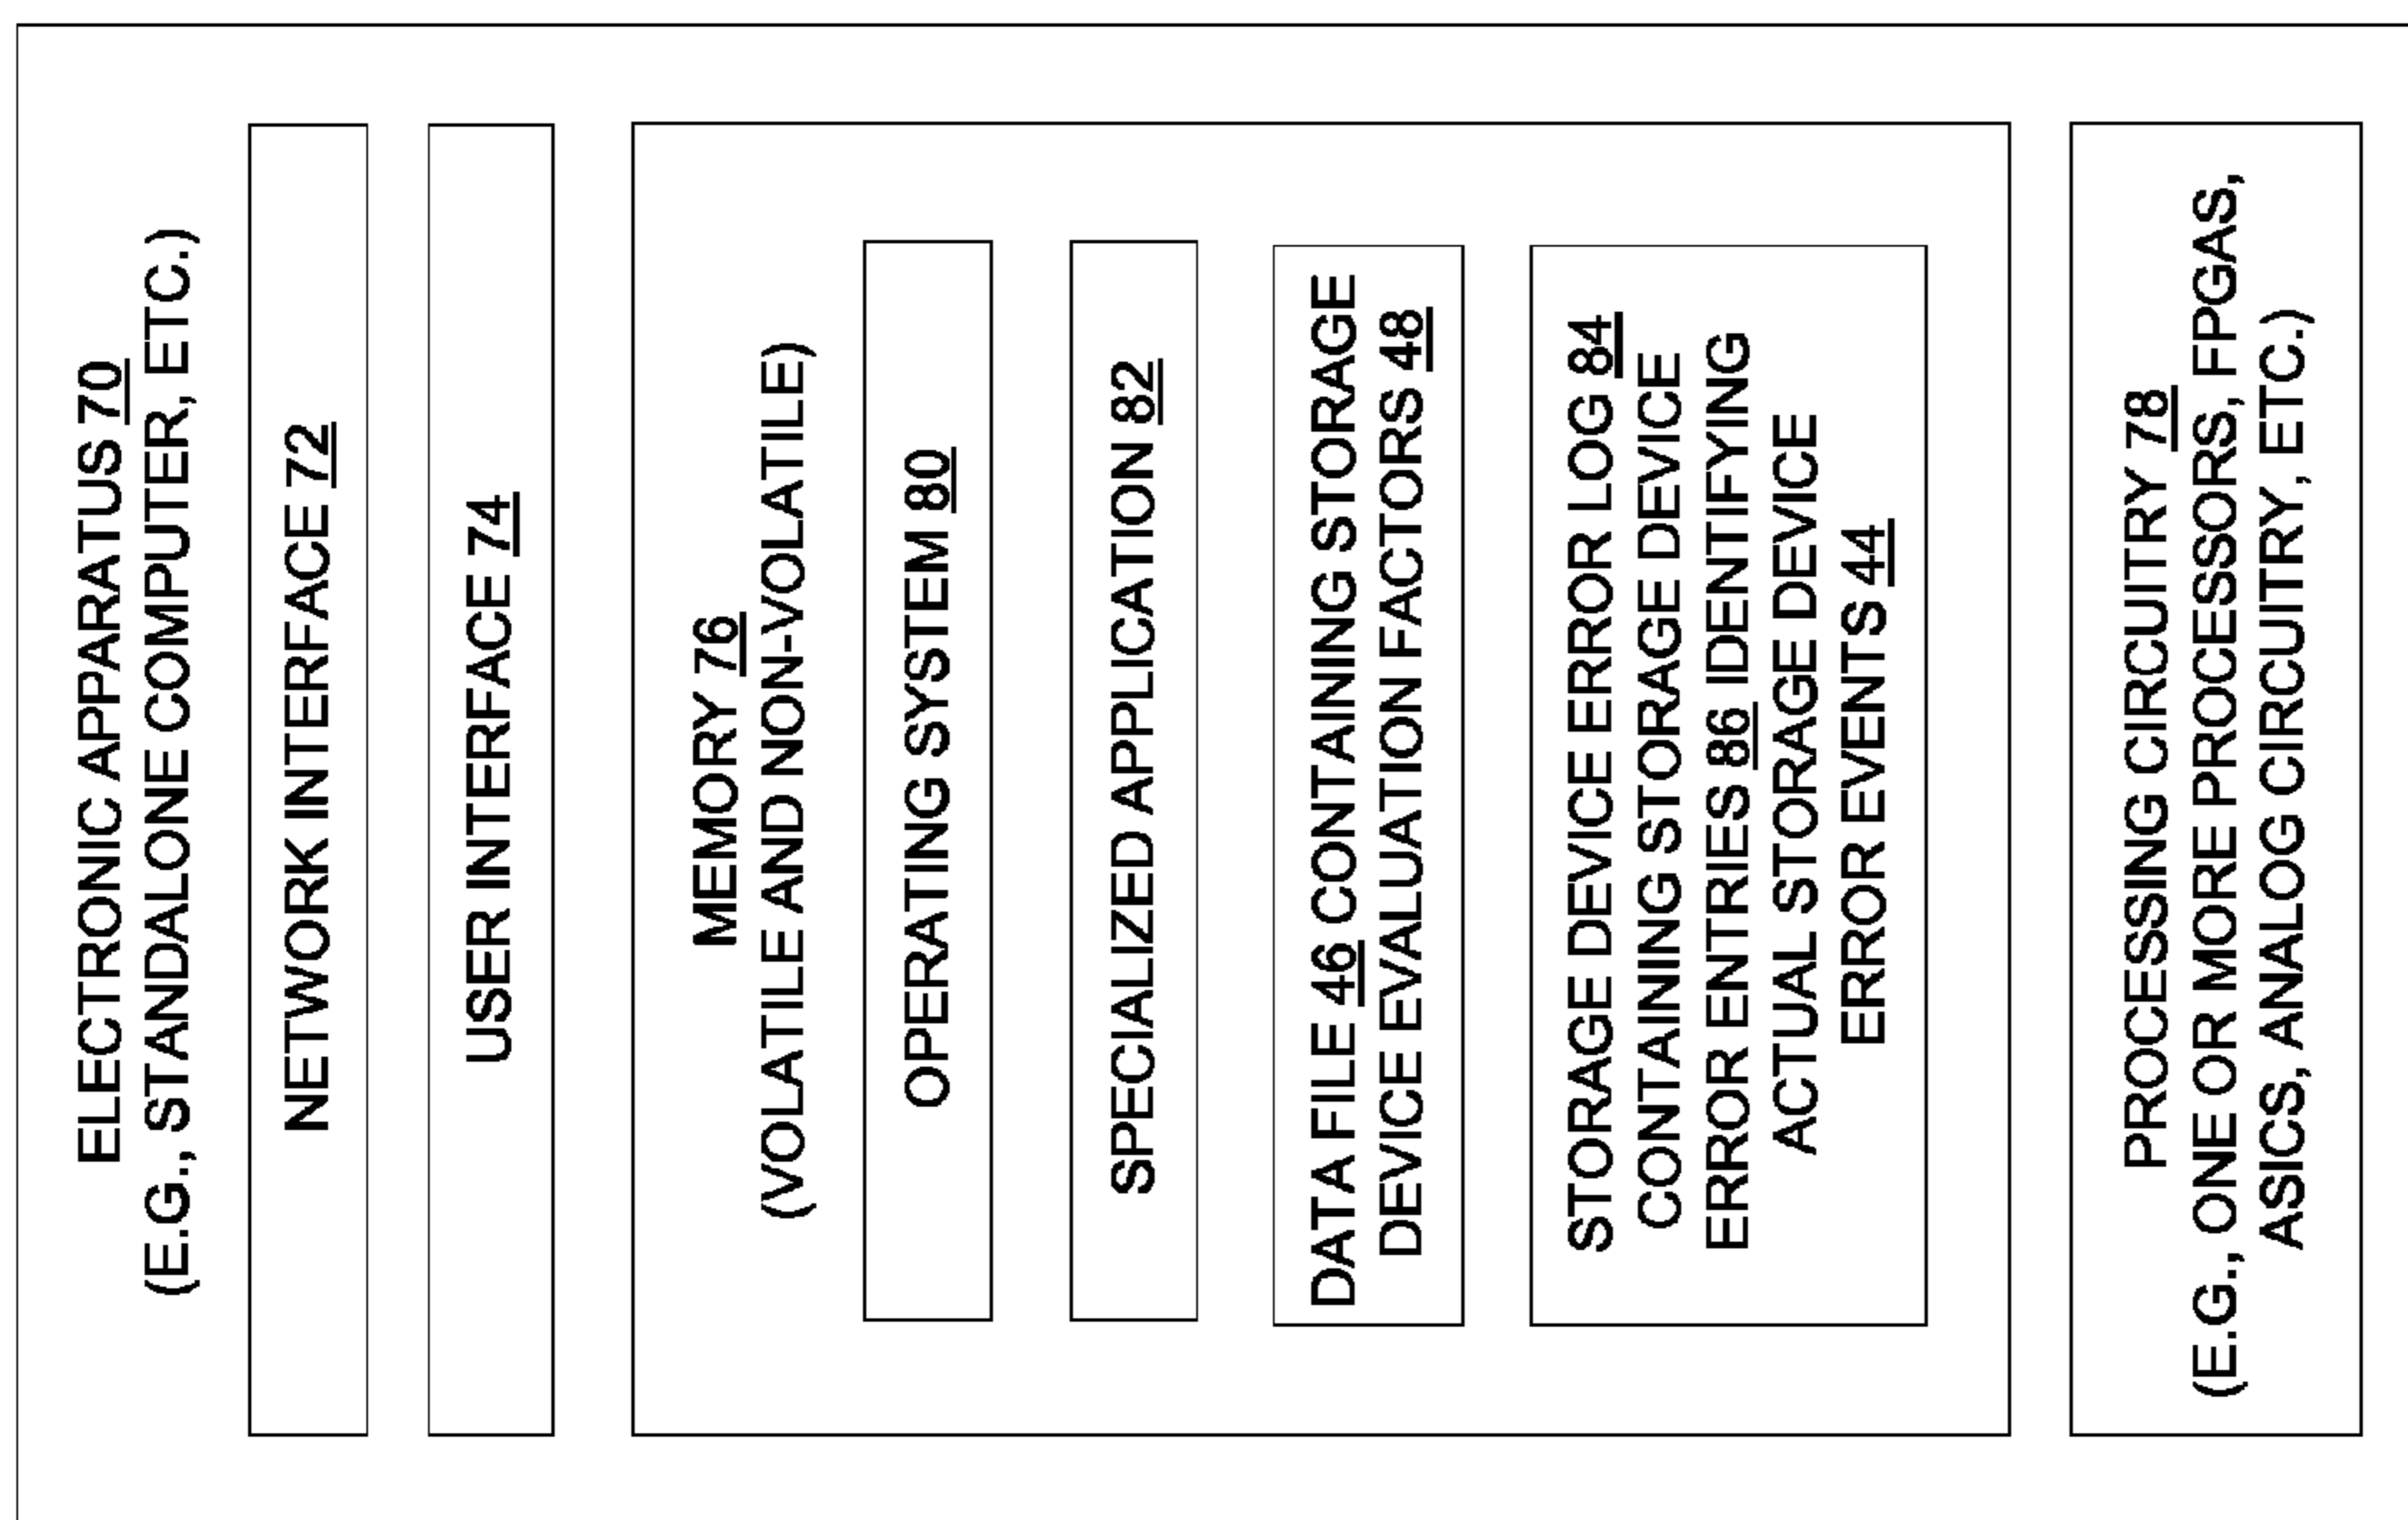 ELECTRONIC APPARATUS 70
(E.G., STANDALONE COMPUTER, ETC.)
NETWORK INTERFACE 72
USER INTERFACE 74
MEMORY 76
(VOLATILE AND NON-VOLATILE)
OPERATING SYSTEM 80
SPECIALIZED APPLICATION 82
DATA FILE 46 CONTAINING STORAGE
DEVICE EVALUATION FACTORS 48
STORAGE DEVICE ERROR LOG 84
CONTAINING STORAGE DEVICE
ERROR ENTRIES 86 IDENTIFYING
ACTUAL STORAGE DEVICE
ERROR EVENTS 44
PROCESSING CIRCUITRY 78
(E.G., ONE OR MORE PROCESSORS, FPGAS,
ASICS, ANALOG CIRCUITRY, ETC.)